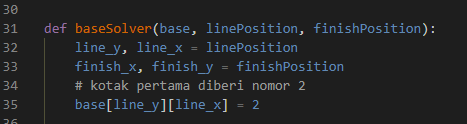 30
31 def baseSolver(base, linePosition, finishPosition):
32     line_y, line_x = linePosition
33     finish_x, finish_y = finishPosition
34     # kotak pertama diberi nomor 2
35     base[line_y][line_x] = 2